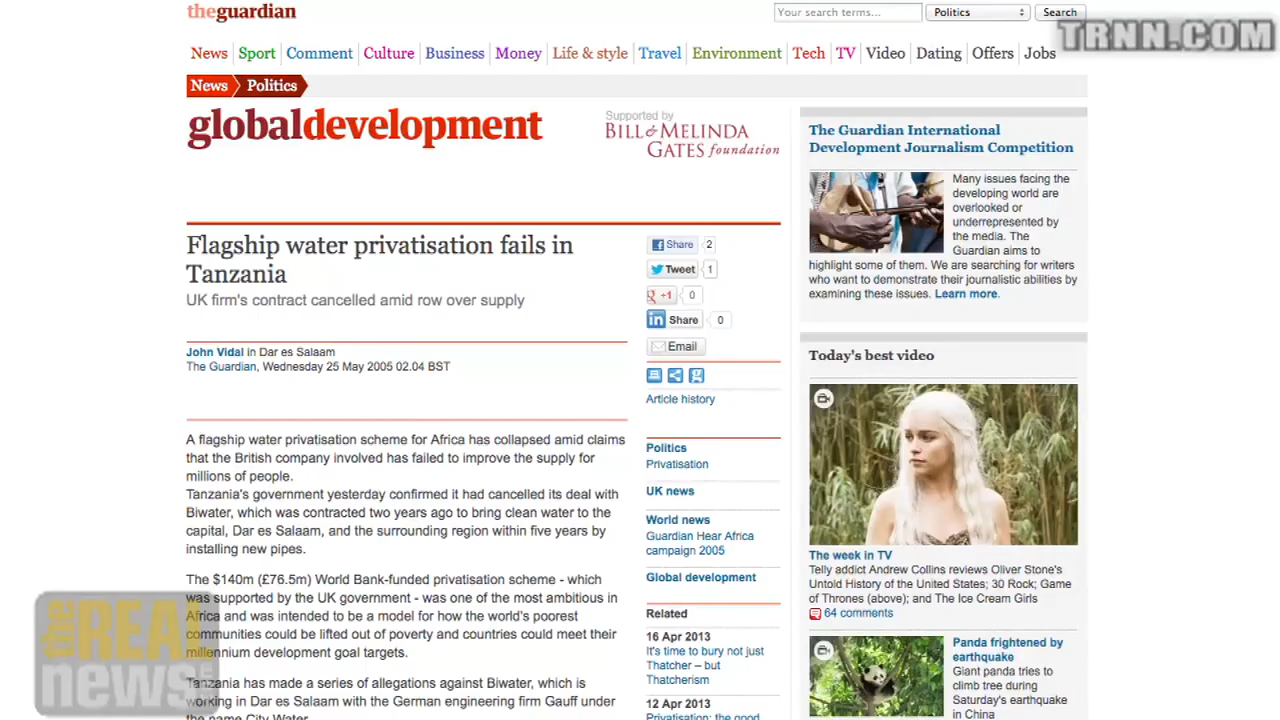 theguardian
Your search terms...
Politics
Search
TRNN.COM
News
Sport
Comment
Culture
Business
Money
Life & style
Travel
Environment
Tech
TV
Video
Dating
Offers
Jobs
News
Politics
globaldevelopment
Supported by
BILL & MELINDA
GATES foundation
Flagship water privatisation fails in
Tanzania
UK firm's contract cancelled amid row over supply
John Vidal in Dar es Salaam
The Guardian, Wednesday 25 May 2005 02.04 BST
A flagship water privatisation scheme for Africa has collapsed amid claims
that the British company involved has failed to improve the supply for
millions of people.
Tanzania's government yesterday confirmed it had cancelled its deal with
Biwater, which was contracted two years ago to bring clean water to the
capital, Dar es Salaam, and the surrounding region within five years by
installing new pipes.
The $140m (£76.5m) World Bank-funded privatisation scheme - which
was supported by the UK government - was one of the most ambitious in
Africa and was intended to be a model for how the world's poorest
communities could be lifted out of poverty and countries could meet their
millennium development goal targets.
Tanzania has made a series of allegations against Biwater, which is
working in Dar es Salaam with the German engineering firm Gauff under
the name City Water.
Share 2
Tweet 1
+1 0
in Share 0
Email
Article history
Politics
Privatisation
UK news
World news
Guardian Hear Africa
campaign 2005
Global development
Related
16 Apr 2013
It's time to bury not just
Thatcher – but
Thatcherism
12 Apr 2013
Privatisation: the good
The Guardian International
Development Journalism Competition
Many issues facing the
developing world are
overlooked or
underrepresented by
the media. The
Guardian aims to
highlight some of them. We are searching for writers
who want to demonstrate their journalistic abilities by
examining these issues. Learn more.
Today's best video
The week in TV
Telly addict Andrew Collins reviews Oliver Stone's
Untold History of the United States; 30 Rock; Game
of Thrones (above); and The Ice Cream Girls
64 comments
Panda frightened by
earthquake
Giant panda tries to
climb tree during
Saturday's earthquake
in China
the REAL
news